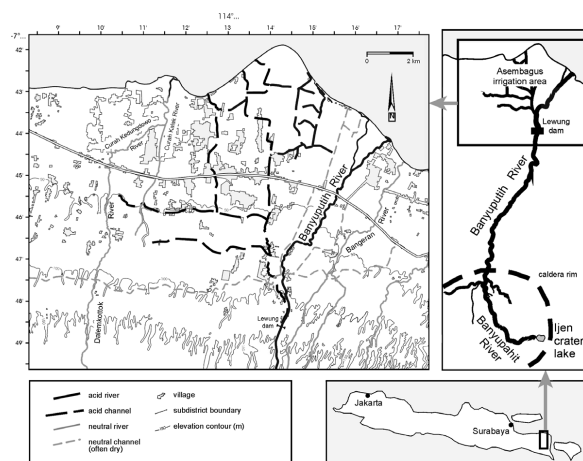 114°...
8'
9'
10'
11'
12'
13'
14'
15'
16'
17'
-7°...
42'
43'
44'
45'
46'
47'
48'
49'
0
2 km
N
Curah Kedungdowo
River
Curah Kalak River
River
Daremkottok
Banyuputih River
Bangeran
River
Lewung
dam
Asembagus
irrigation area
Lewung
dam
Banyuputih River
caldera rim
Banyupahit
River
Ijen
crater
lake
acid river
acid channel
neutral river
neutral channel
(often dry)
village
subdistrict boundary
elevation contour (m)
Jakarta
Surabaya